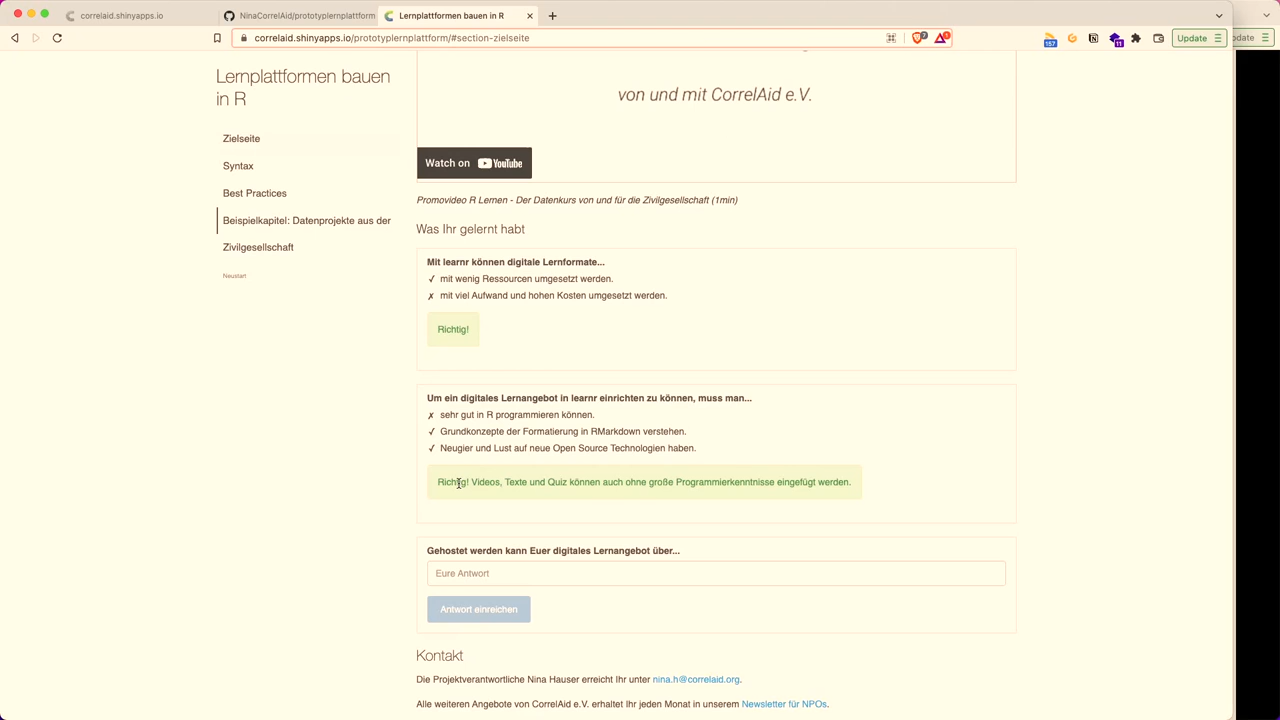 correlaid.shinyapps.io
NinaCorrelAid/prototyplernplattform
Lernplattformen bauen in R
correlaid.shinyapps.io/prototyplernplattform/#section-zielseite
7
1
157
11
Update
date
Lernplattformen bauen
in R
Zielseite
Syntax
Best Practices
Beispielkapitel: Datenprojekte aus der
Zivilgesellschaft
Neustart
von und mit CorrelAid e.V.
Watch on YouTube
Promovideo R Lernen - Der Datenkurs von und für die Zivilgesellschaft (1min)
Was Ihr gelernt habt
Mit learnr können digitale Lernformate...
✓ mit wenig Ressourcen umgesetzt werden.
✗ mit viel Aufwand und hohen Kosten umgesetzt werden.
Richtig!
Um ein digitales Lernangebot in learnr einrichten zu können, muss man...
✗ sehr gut in R programmieren können.
✓ Grundkonzepte der Formatierung in RMarkdown verstehen.
✓ Neugier und Lust auf neue Open Source Technologien haben.
Richtig! Videos, Texte und Quiz können auch ohne große Programmierkenntnisse eingefügt werden.
Gehostet werden kann Euer digitales Lernangebot über...
Eure Antwort
Antwort einreichen
Kontakt
Die Projektverantwortliche Nina Hauser erreicht Ihr unter nina.h@correlaid.org.
Alle weiteren Angebote von CorrelAid e.V. erhaltet Ihr jeden Monat in unserem Newsletter für NPOs.